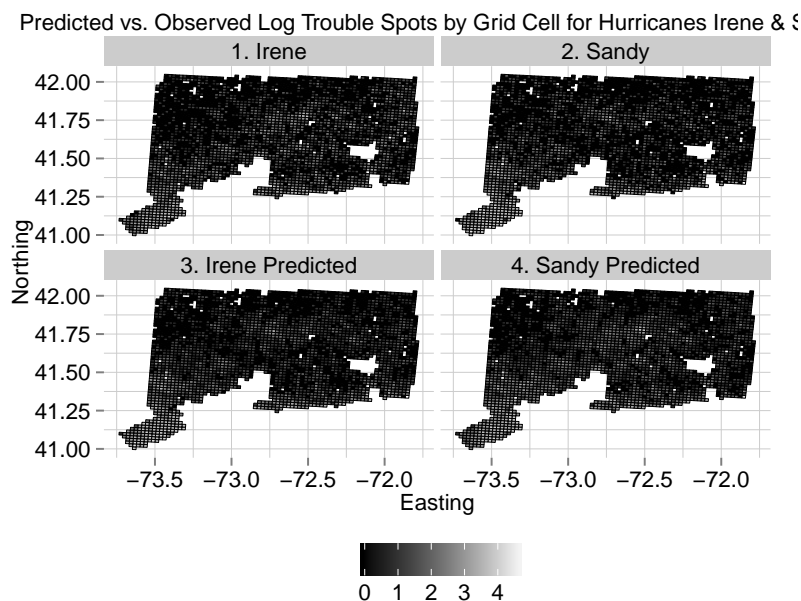 Predicted vs. Observed Log Trouble Spots by Grid Cell for Hurricanes Irene &
1. Irene
2. Sandy
42.00
41.75
41.50
41.25
41.00
3. Irene Predicted
4. Sandy Predicted
42.00
41.75
41.50
41.25
41.00
Northing
−73.5 −73.0 −72.5 −72.0 −73.5 −73.0 −72.5 −72.0
Easting
0 1 2 3 4